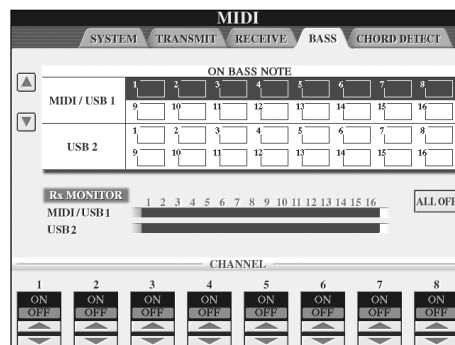 MIDI
SYSTEM TRANSMIT RECEIVE BASS CHORD DETECT
ON BASS NOTE
MIDI / USB 1
1 2 3 4 5 6 7 8
9 10 11 12 13 14 15 16
USB 2
1 2 3 4 5 6 7 8
9 10 11 12 13 14 15 16
Rx MONITOR
1 2 3 4 5 6 7 8 9 10 11 12 13 14 15 16
MIDI / USB 1
USB 2
ALL OFF
CHANNEL
1 2 3 4 5 6 7 8
ON ON ON ON ON ON ON ON
OFF OFF OFF OFF OFF OFF OFF OFF